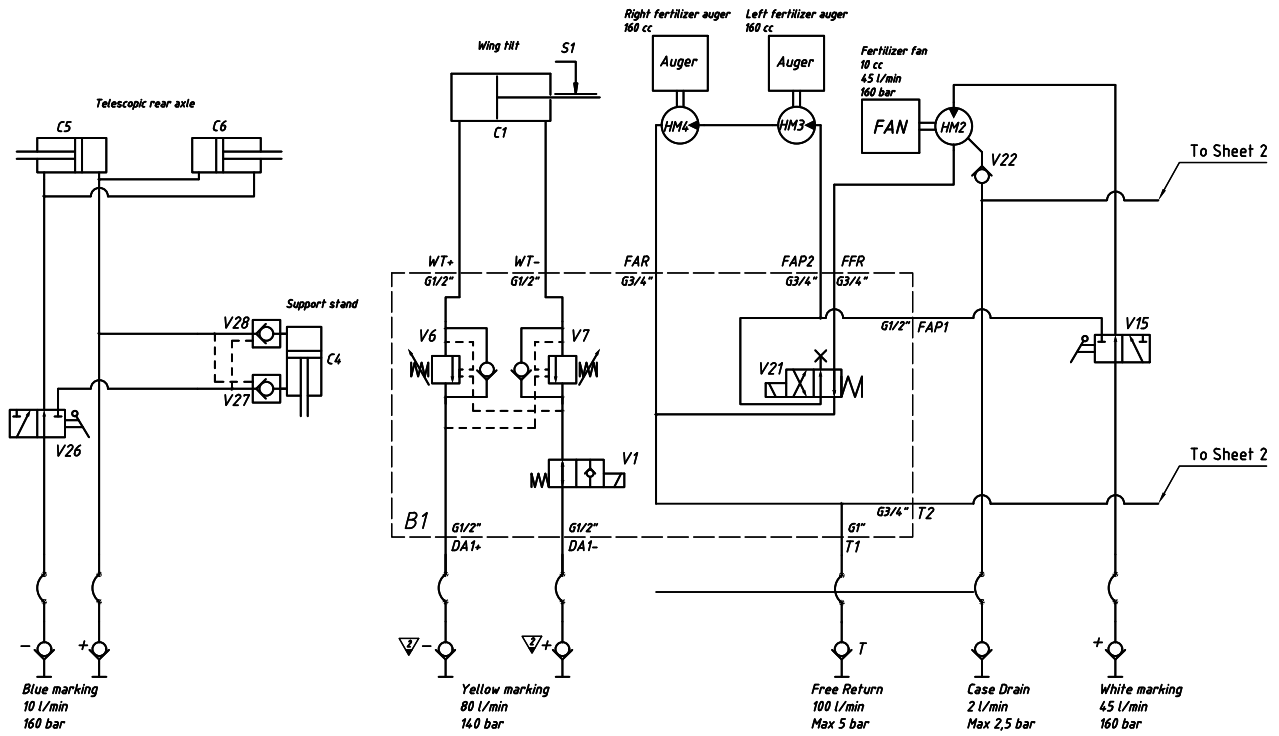 Right fertilizer auger
160 cc
Left fertilizer auger
160 cc
Wing tilt
S1
Auger
Auger
Fertilizer fan
10 cc
45 l/min
160 bar
Telescopic rear axle
C5
C6
C1
HM4
HM3
FAN
HM2
V22
To Sheet 2
WT+
G1/2"
WT-
G1/2"
FAR
G3/4"
FAP2
G3/4"
FFR
G3/4"
Support stand
V28
C4
V27
V26
V6
V7
V21
G1/2"
FAP1
V15
V1
To Sheet 2
B1
G1/2"
DA1+
G1/2"
DA1-
G3/4"
T2
G1"
T1
-
+
2
-
2
+
T
+
Blue marking
10 l/min
160 bar
Yellow marking
80 l/min
140 bar
Free Return
100 l/min
Max 5 bar
Case Drain
2 l/min
Max 2,5 bar
White marking
45 l/min
160 bar